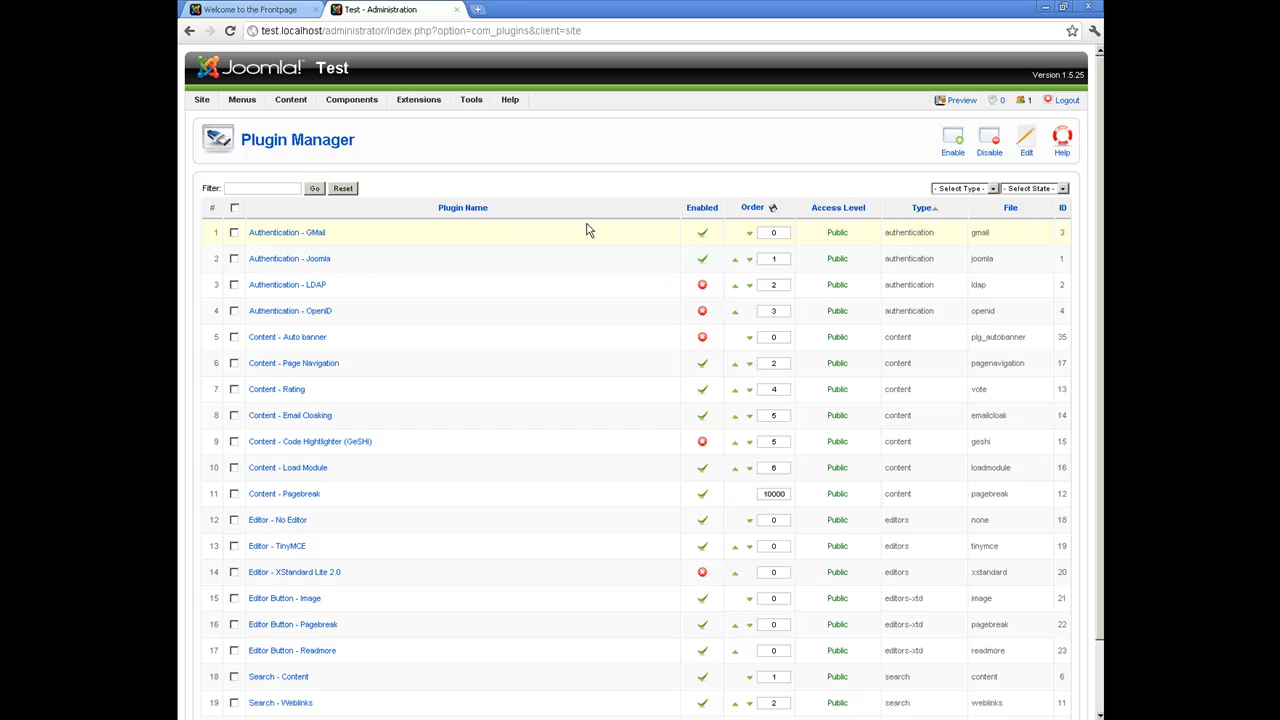 Welcome to the Frontpage
Test - Administration
test.localhost/administrator/index.php?option=com_plugins&client=site
Joomla! Test
Version 1.5.25
Site Menus Content Components Extensions Tools Help Preview 0 1 Logout
Plugin Manager
Enable Disable Edit Help
Filter: Go Reset - Select Type - - Select State -
# Plugin Name Enabled Order Access Level Type File ID
1 Authentication - GMail 0 Public authentication gmail 3
2 Authentication - Joomla 1 Public authentication joomla 1
3 Authentication - LDAP 2 Public authentication ldap 2
4 Authentication - OpenID 3 Public authentication openid 4
5 Content - Auto banner 0 Public content plg_autobanner 35
6 Content - Page Navigation 2 Public content pagenavigation 17
7 Content - Rating 4 Public content vote 13
8 Content - Email Cloaking 5 Public content emailcloak 14
9 Content - Code Hightlighter (GeSHi) 5 Public content geshi 15
10 Content - Load Module 6 Public content loadmodule 16
11 Content - Pagebreak 10000 Public content pagebreak 12
12 Editor - No Editor 0 Public editors none 18
13 Editor - TinyMCE 0 Public editors tinymce 19
14 Editor - XStandard Lite 2.0 0 Public editors xstandard 20
15 Editor Button - Image 0 Public editors-xtd image 21
16 Editor Button - Pagebreak 0 Public editors-xtd pagebreak 22
17 Editor Button - Readmore 0 Public editors-xtd readmore 23
18 Search - Content 1 Public search content 6
19 Search - Weblinks 2 Public search weblinks 11